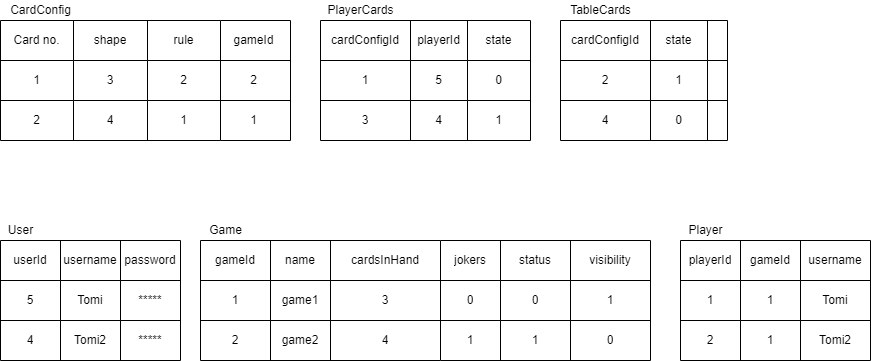 CardConfig PlayerCards TableCards
Card no. shape rule gameId cardConfigId playerId state cardConfigId state
1 3 2 2 1 5 0 2 1
2 4 1 1 3 4 1 4 0
User Game Player
userId username password gameId name cardsInHand jokers status visibility playerId gameId username
5 Tomi ***** 1 game1 3 0 0 1 1 1 Tomi
4 Tomi2 ***** 2 game2 4 1 1 0 2 1 Tomi2